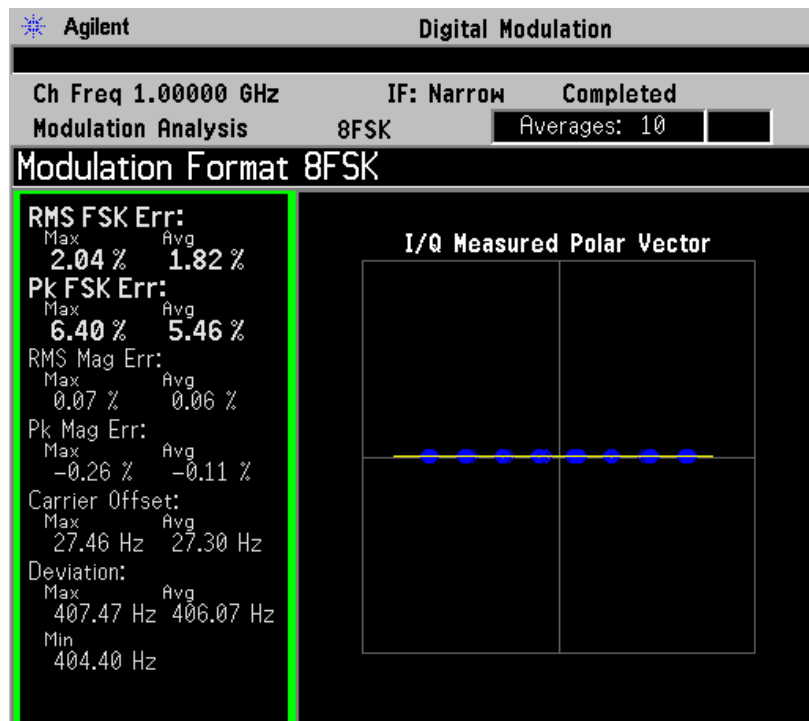 Agilent Digital Modulation
Ch Freq 1.00000 GHz IF: Narrow Completed
Modulation Analysis 8FSK Averages: 10
Modulation Format 8FSK
RMS FSK Err:
Max Avg
2.04 % 1.82 %
Pk FSK Err:
Max Avg
6.40 % 5.46 %
RMS Mag Err:
Max Avg
0.07 % 0.06 %
Pk Mag Err:
Max Avg
-0.26 % -0.11 %
Carrier Offset:
Max Avg
27.46 Hz 27.30 Hz
Deviation:
Max Avg
407.47 Hz 406.07 Hz
Min
404.40 Hz
I/Q Measured Polar Vector